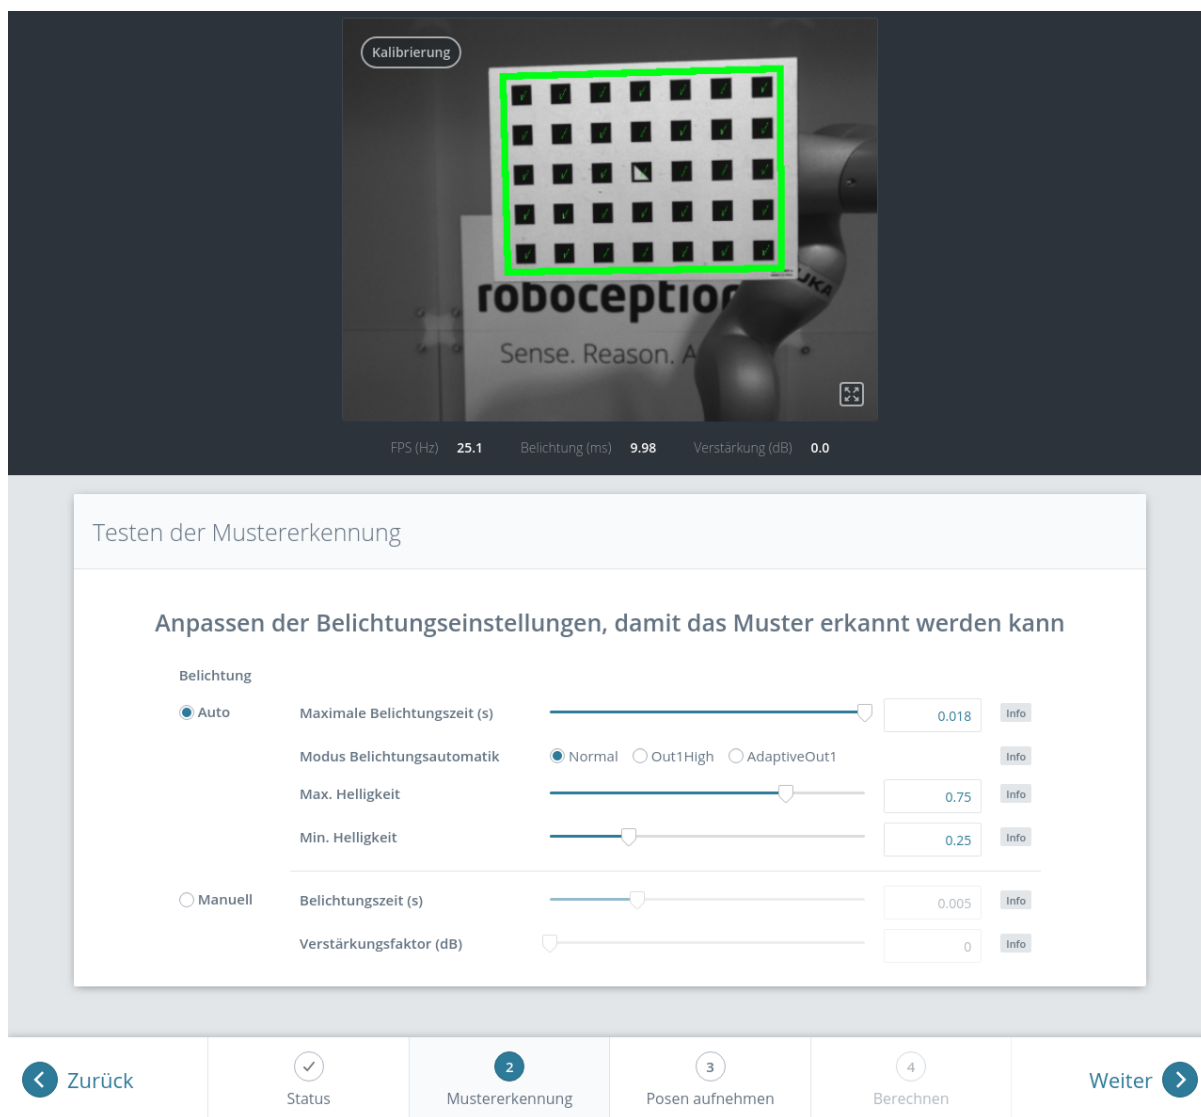 Kalibrierung
roboception
Sense. Reason. A
FPS (Hz) 25.1 Belichtung (ms) 9.98 Verstärkung (dB) 0.0
Testen der Mustererkennung
Anpassen der Belichtungseinstellungen, damit das Muster erkannt werden kann
Belichtung
Auto Maximale Belichtungszeit (s) 0.018 Info
Modus Belichtungsautomatik Normal Out1High AdaptiveOut1 Info
Max. Helligkeit 0.75 Info
Min. Helligkeit 0.25 Info
Manuell Belichtungszeit (s) 0.005 Info
Verstärkungsfaktor (dB) 0 Info
Zurück
2
3
4
Status
Mustererkennung
Posen aufnehmen
Berechnen
Weiter